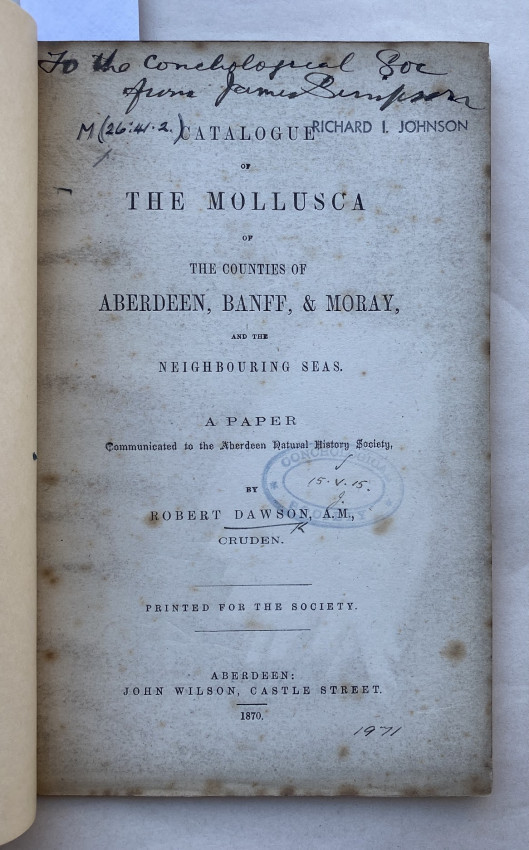 To the Conchological Soc
from James Simpson
M (26:41.2.)
RICHARD I. JOHNSON
CATALOGUE
OF
THE MOLLUSCA
OF
THE COUNTIES OF
ABERDEEN, BANFF, & MORAY,
AND THE
NEIGHBOURING SEAS.
A PAPER
Communicated to the Aberdeen Natural History Society,
CONCHOLOGICAL
SOCIETY
15.V.15.
BY
ROBERT DAWSON, A.M.,
CRUDEN.
PRINTED FOR THE SOCIETY.
ABERDEEN:
JOHN WILSON, CASTLE STREET.
1870.
1971